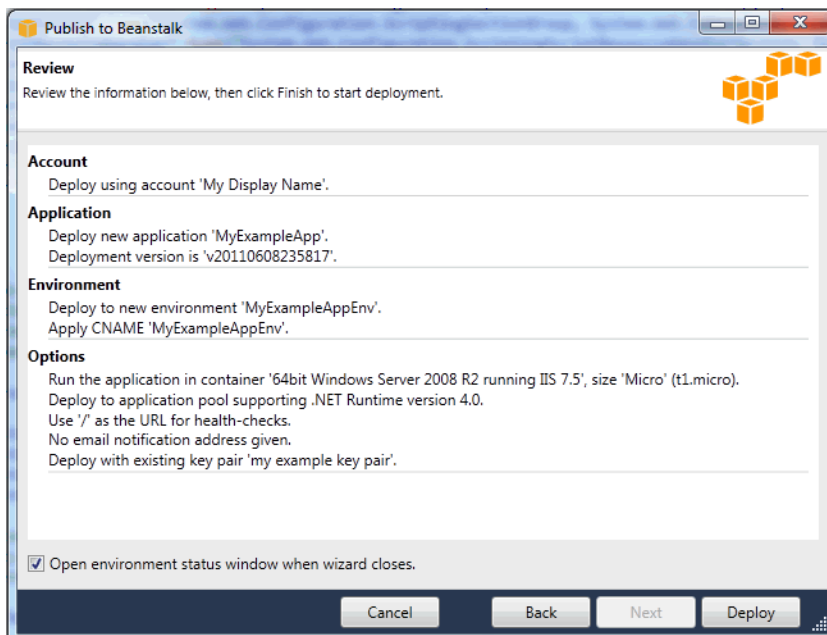 Publish to Beanstalk
Review
Review the information below, then click Finish to start deployment.
Account
Deploy using account 'My Display Name'.
Application
Deploy new application 'MyExampleApp'.
Deployment version is 'v20110608235817'.
Environment
Deploy to new environment 'MyExampleAppEnv'.
Apply CNAME 'MyExampleAppEnv'.
Options
Run the application in container '64bit Windows Server 2008 R2 running IIS 7.5', size 'Micro' (t1.micro).
Deploy to application pool supporting .NET Runtime version 4.0.
Use '/' as the URL for health-checks.
No email notification address given.
Deploy with existing key pair 'my example key pair'.
Open environment status window when wizard closes.
Cancel Back Next Deploy